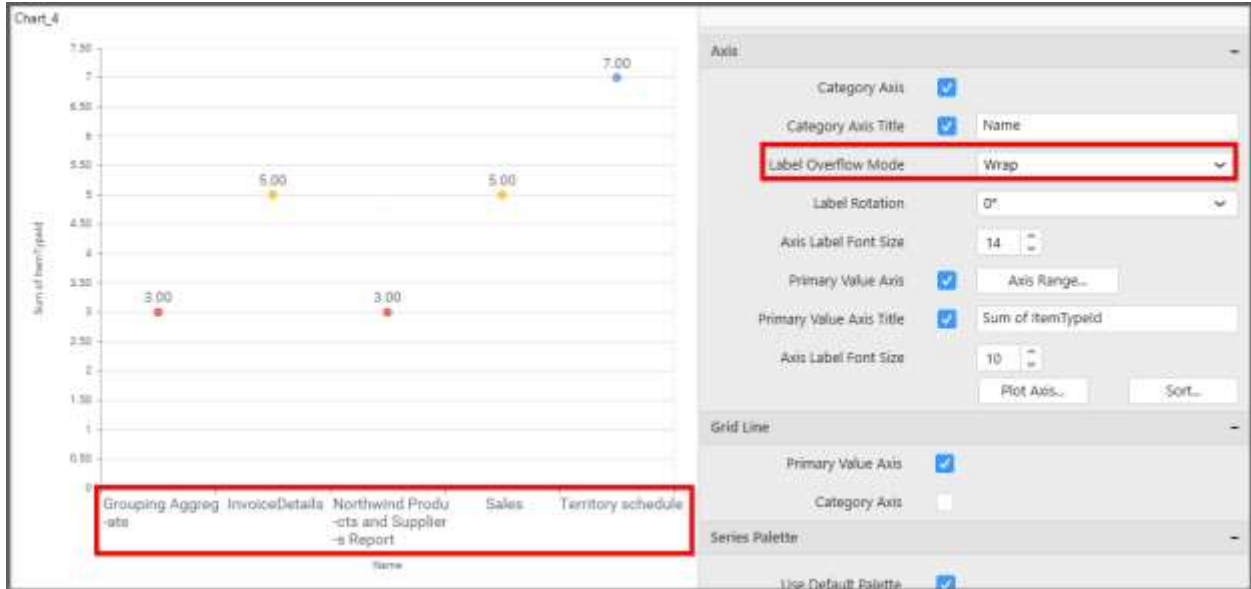 Chart_4
7.50
7
6.50
6
5.50
5
4.50
4
3.50
3
2.50
2
1.50
1
0.50
0
Sum of ItemTypeId
3.00
5.00
3.00
5.00
7.00
Grouping Aggreg
-ate
InvoiceDetails
Northwind Produ
-cts and Supplier
-s Report
Sales
Territory schedule
Name
Axis
Category Axis
Category Axis Title Name
Label Overflow Mode Wrap
Label Rotation 0°
Axis Label Font Size 14
Primary Value Axis Axis Range...
Primary Value Axis Title Sum of ItemTypeId
Axis Label Font Size 10
Plot Axis... Sort...
Grid Line
Primary Value Axis
Category Axis
Series Palette
Use Default Palette